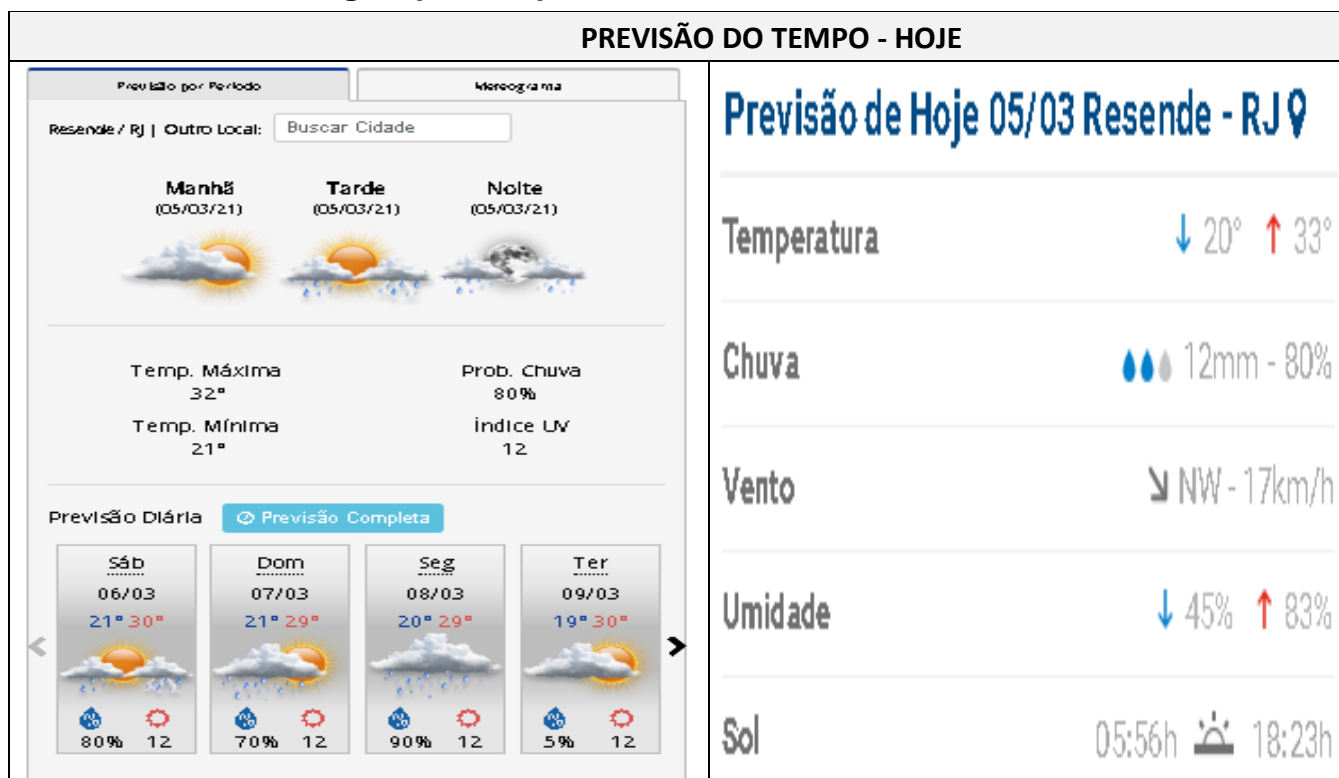 PREVISÃO DO TEMPO - HOJE
Previsão por Período
Meteograma
Resende / RJ | Outro Local: Buscar Cidade
Manhã Tarde Noite
(05/03/21) (05/03/21) (05/03/21)
Temp. Máxima Prob. Chuva
32° 80%
Temp. Mínima Índice UV
21° 12
Previsão Diária Previsão Completa
Sáb Dom Seg Ter
06/03 07/03 08/03 09/03
21° 30° 21° 29° 20° 29° 19° 30°
80% 12 70% 12 90% 12 5% 12
Previsão de Hoje 05/03 Resende - RJ
Temperatura ↓ 20° ↑ 33°
Chuva 12mm - 80%
Vento NW - 17km/h
Umidade ↓ 45% ↑ 83%
Sol 05:56h 18:23h